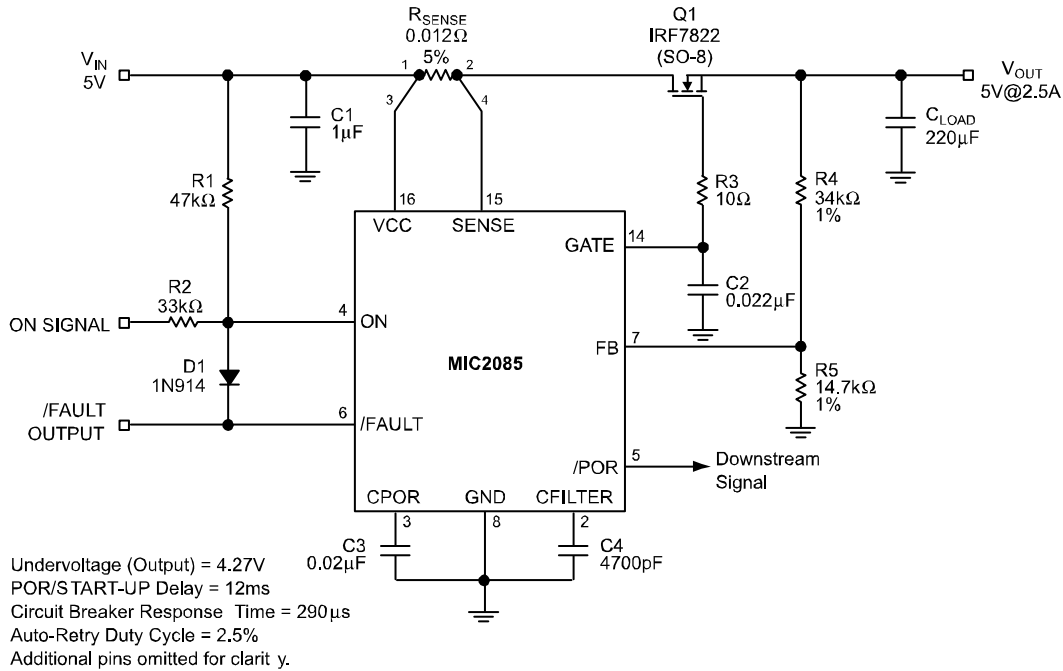 R_SENSE
0.012Ω
5%
Q1
IRF7822
(SO-8)
V_IN
5V
1
2
3
4
V_OUT
5V@2.5A
C1
1µF
C_LOAD
220µF
R1
47kΩ
R3
10Ω
R4
34kΩ
1%
16
15
VCC
SENSE
GATE
14
C2
0.022µF
R2
33kΩ
ON SIGNAL
4
ON
FB
7
MIC2085
D1
1N914
R5
14.7kΩ
1%
/FAULT
OUTPUT
6
/FAULT
/POR
5
Downstream
Signal
CPOR
GND
CFILTER
3
8
2
C3
0.02µF
C4
4700pF
Undervoltage (Output) = 4.27V
POR/START-UP Delay = 12ms
Circuit Breaker Response Time = 290µs
Auto-Retry Duty Cycle = 2.5%
Additional pins omitted for clarit y.